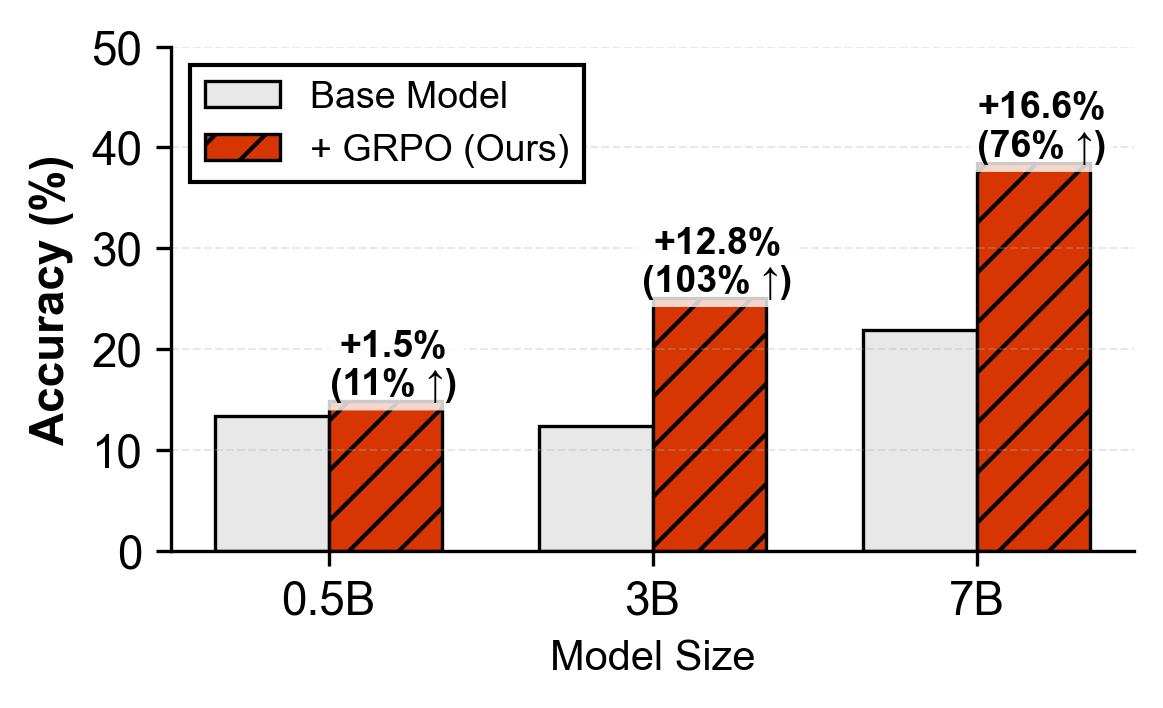 Accuracy (%)
50
40
30
20
10
0
Base Model
+ GRPO (Ours)
+1.5%
(11% ↑)
+12.8%
(103% ↑)
+16.6%
(76% ↑)
0.5B
3B
7B
Model Size